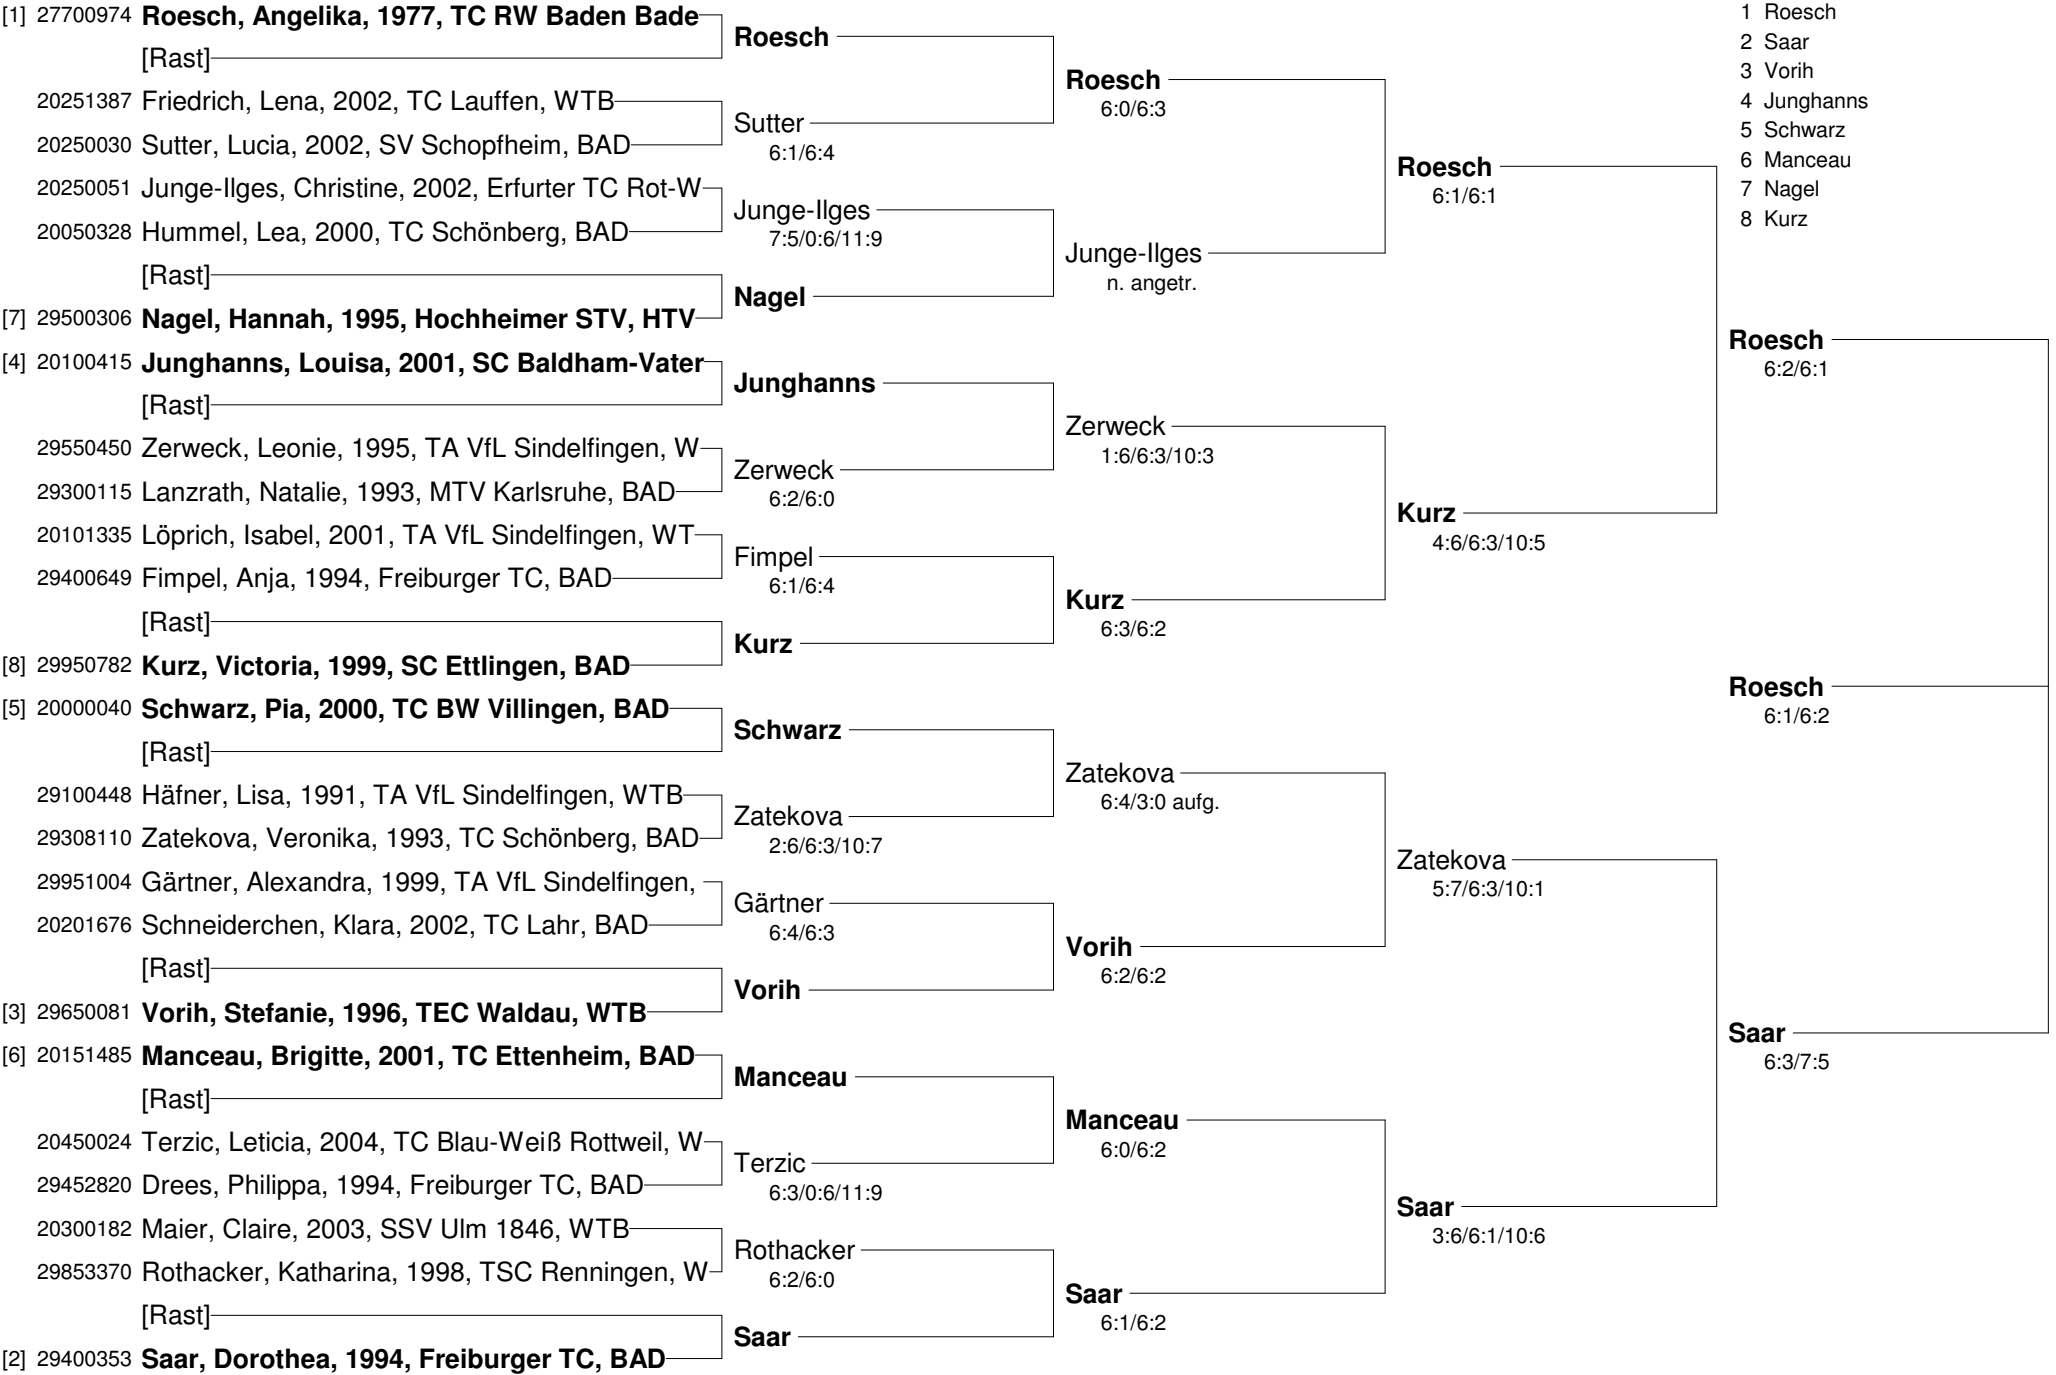 [1] 27700974 Roesch, Angelika, 1977, TC RW Baden Bade
[Rast]
20251387 Friedrich, Lena, 2002, TC Lauffen, WTB
20250030 Sutter, Lucia, 2002, SV Schopfheim, BAD
20250051 Junge-Ilges, Christine, 2002, Erfurter TC Rot-W
20050328 Hummel, Lea, 2000, TC Schönberg, BAD
[Rast]
[7] 29500306 Nagel, Hannah, 1995, Hochheimer STV, HTV
[4] 20100415 Junghanns, Louisa, 2001, SC Baldham-Vater
[Rast]
29550450 Zerweck, Leonie, 1995, TA VfL Sindelfingen, W
29300115 Lanzrath, Natalie, 1993, MTV Karlsruhe, BAD
20101335 Löprich, Isabel, 2001, TA VfL Sindelfingen, WT
29400649 Fimpel, Anja, 1994, Freiburger TC, BAD
[Rast]
[8] 29950782 Kurz, Victoria, 1999, SC Ettlingen, BAD
[5] 20000040 Schwarz, Pia, 2000, TC BW Villingen, BAD
[Rast]
29100448 Häfner, Lisa, 1991, TA VfL Sindelfingen, WTB
29308110 Zatekova, Veronika, 1993, TC Schönberg, BAD
29951004 Gärtner, Alexandra, 1999, TA VfL Sindelfingen,
20201676 Schneiderchen, Klara, 2002, TC Lahr, BAD
[Rast]
[3] 29650081 Vorih, Stefanie, 1996, TEC Waldau, WTB
[6] 20151485 Manceau, Brigitte, 2001, TC Ettenheim, BAD
[Rast]
20450024 Terzic, Leticia, 2004, TC Blau-Weiß Rottweil, W
29452820 Drees, Philippa, 1994, Freiburger TC, BAD
20300182 Maier, Claire, 2003, SSV Ulm 1846, WTB
29853370 Rothacker, Katharina, 1998, TSC Renningen, W
[Rast]
[2] 29400353 Saar, Dorothea, 1994, Freiburger TC, BAD
Roesch
Sutter
6:1/6:4
Junge-Ilges
7:5/0:6/11:9
Nagel
Junghanns
Zerweck
6:2/6:0
Fimpel
6:1/6:4
Kurz
Schwarz
Zatekova
2:6/6:3/10:7
Gärtner
6:4/6:3
Vorih
Manceau
Terzic
6:3/0:6/11:9
Rothacker
6:2/6:0
Saar
Roesch
6:0/6:3
Junge-Ilges
n. angetr.
Zerweck
1:6/6:3/10:3
Kurz
6:3/6:2
Zatekova
6:4/3:0 aufg.
Vorih
6:2/6:2
Manceau
6:0/6:2
Saar
6:1/6:2
Roesch
6:1/6:1
Kurz
4:6/6:3/10:5
Zatekova
5:7/6:3/10:1
Saar
3:6/6:1/10:6
1 Roesch
2 Saar
3 Vorih
4 Junghanns
5 Schwarz
6 Manceau
7 Nagel
8 Kurz
Roesch
6:2/6:1
Roesch
6:1/6:2
Saar
6:3/7:5